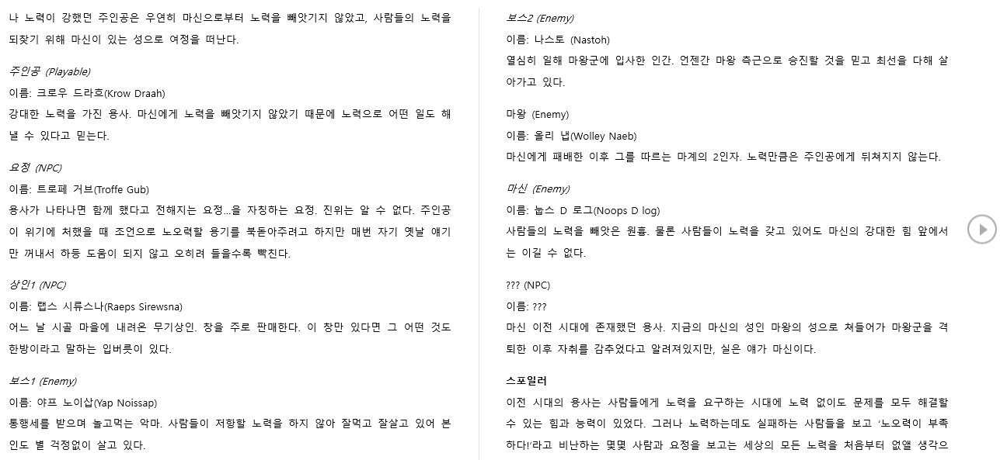 나 노력이 강했던 주인공은 우연히 마신으로부터 노력을 빼앗기지 않았고, 사람들의 노력을
되찾기 위해 마신이 있는 성으로 여정을 떠난다.
주인공 (Playable)
이름: 크로우 드라흐(Krow Draah)
강대한 노력을 가진 용사. 마신에게 노력을 빼앗기지 않았기 때문에 노력으로 어떤 일도 해
낼 수 있다고 믿는다.
요정 (NPC)
이름: 트로페 거브(Troffe Gub)
용사가 나타나면 함께 했다고 전해지는 요정...을 자칭하는 요정. 진위는 알 수 없다. 주인공
이 위기에 처했을 때 조언으로 노오력할 용기를 북돋아주려고 하지만 매번 자기 옛날 얘기
만 꺼내서 하등 도움이 되지 않고 오히려 들을수록 빡친다.
상인1 (NPC)
이름: 랩스 시류스나(Raeps Sirewsna)
어느 날 시골 마을에 내려온 무기상인. 창을 주로 판매한다. 이 창만 있다면 그 어떤 것도
한방이라고 말하는 입버릇이 있다.
보스1 (Enemy)
이름: 야프 노이삽(Yap Noissap)
통행세를 받으며 놀고먹는 악마. 사람들이 저항할 노력을 하지 않아 잘먹고 잘살고 있어 본
인도 별 걱정없이 살고 있다.
보스2 (Enemy)
이름: 나스토 (Nastoh)
열심히 일해 마왕군에 입사한 인간. 언젠간 마왕 측근으로 승진할 것을 믿고 최선을 다해 살
아가고 있다.
마왕 (Enemy)
이름: 올리 냅(Wolley Naeb)
마신에게 패배한 이후 그를 따르는 마계의 2인자. 노력만큼은 주인공에게 뒤쳐지지 않는다.
마신 (Enemy)
이름: 눕스 D 로그(Noops D log)
사람들의 노력을 빼앗은 원흉. 물론 사람들이 노력을 갖고 있어도 마신의 강대한 힘 앞에서
는 이길 수 없다.
??? (NPC)
이름: ???
마신 이전 시대에 존재했던 용사. 지금의 마신의 성인 마왕의 성으로 쳐들어가 마왕군을 격
퇴한 이후 자취를 감추었다고 알려져있지만, 실은 얘가 마신이다.
스포일러
이전 시대의 용사는 사람들에게 노력을 요구하는 시대에 노력 없이도 문제를 모두 해결할
수 있는 힘과 능력이 있었다. 그러나 노력하는데도 실패하는 사람들을 보고 ‘노오력이 부족
하다!’라고 비난하는 몇몇 사람과 요정을 보고는 세상의 모든 노력을 처음부터 없앨 생각으